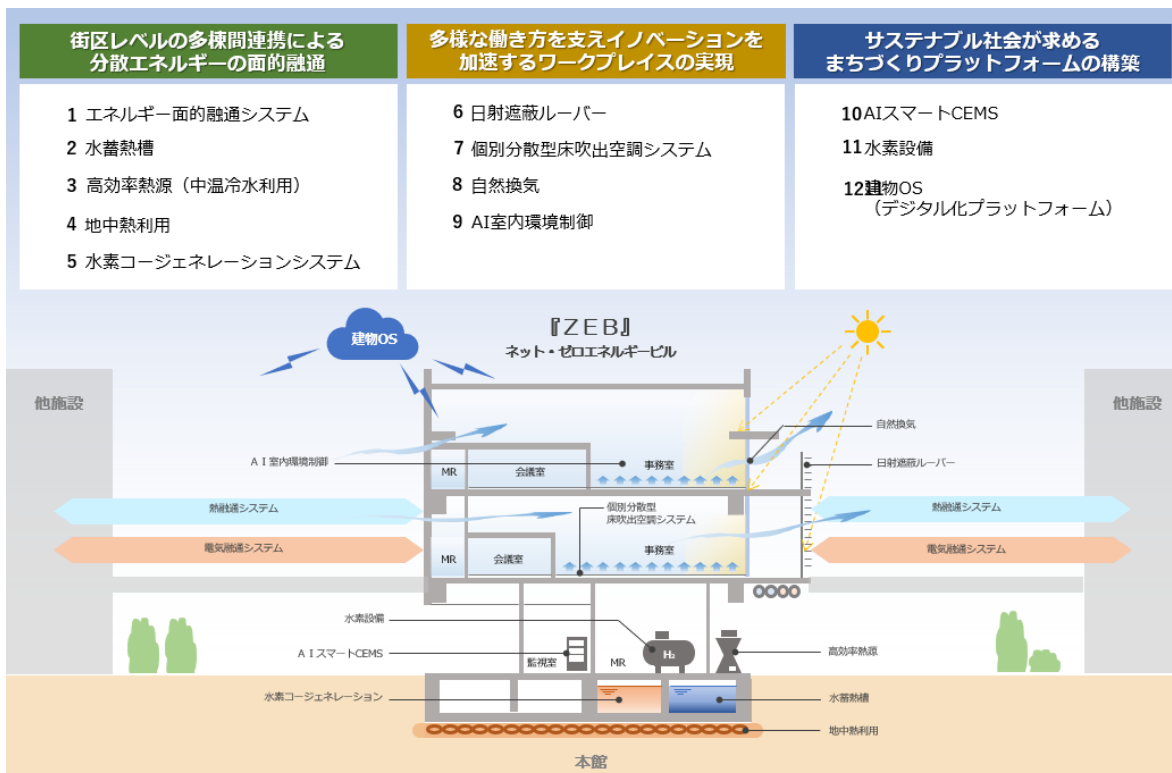 街区レベルの多棟間連携による
分散エネルギーの面的融通
1 エネルギー面的融通システム
2 水蓄熱槽
3 高効率熱源（中温冷水利用）
4 地中熱利用
5 水素コージェネレーションシステム
多様な働き方を支えイノベーションを
加速するワークプレイスの実現
6 日射遮蔽ルーバー
7 個別分散型床吹出空調システム
8 自然換気
9 AI室内環境制御
サステナブル社会が求める
まちづくりプラットフォームの構築
10 AIスマートCEMS
11 水素設備
12 建物OS
（デジタル化プラットフォーム）
『ZEB』
ネット・ゼロエネルギービル
建物OS
他施設
他施設
自然換気
AI室内環境制御
MR
会議室
事務室
日射遮蔽ルーバー
熱融通システム
個別分散型
床吹出空調システム
熱融通システム
電気融通システム
MR
会議室
事務室
電気融通システム
水素設備
AIスマートCEMS
監視室
MR
H₂
高効率熱源
水素コージェネレーション
水蓄熱槽
地中熱利用
本館